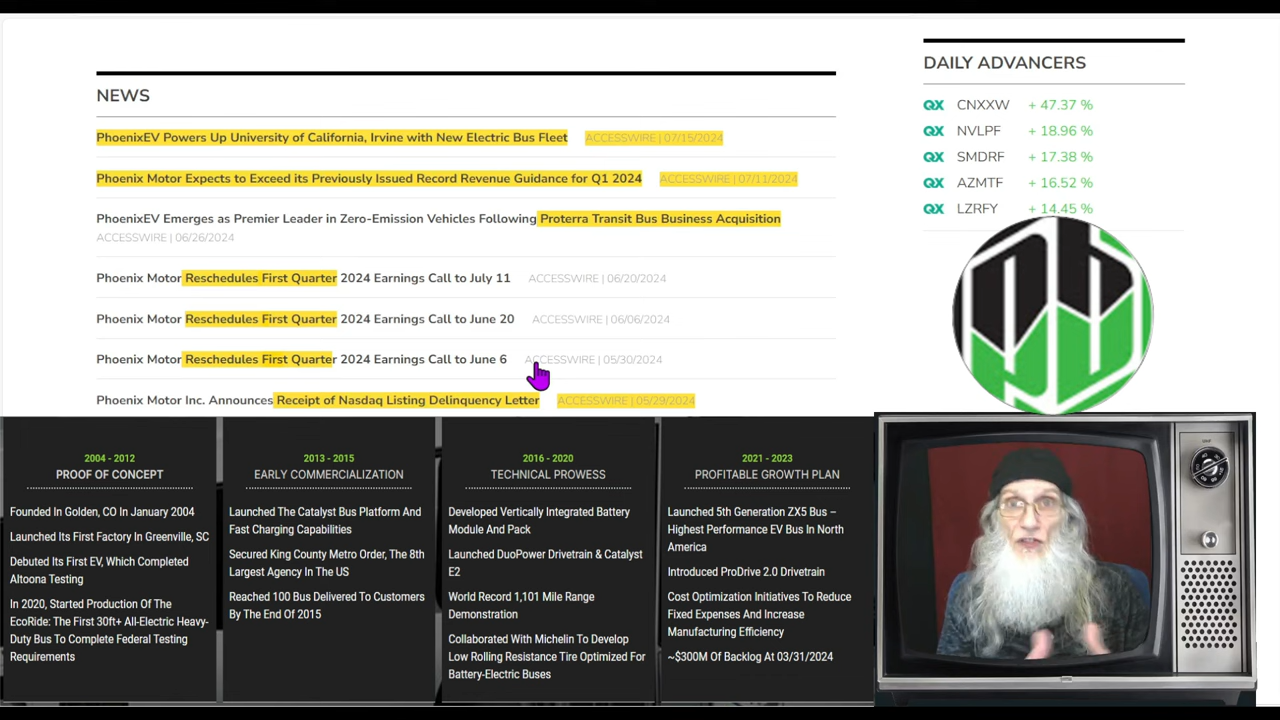 NEWS
PhoenixEV Powers Up University of California, Irvine with New Electric Bus Fleet ACCESSWIRE | 07/15/2024
Phoenix Motor Expects to Exceed its Previously Issued Record Revenue Guidance for Q1 2024 ACCESSWIRE | 07/11/2024
PhoenixEV Emerges as Premier Leader in Zero-Emission Vehicles Following Proterra Transit Bus Business Acquisition
ACCESSWIRE | 06/26/2024
Phoenix Motor Reschedules First Quarter 2024 Earnings Call to July 11 ACCESSWIRE | 06/20/2024
Phoenix Motor Reschedules First Quarter 2024 Earnings Call to June 20 ACCESSWIRE | 06/06/2024
Phoenix Motor Reschedules First Quarter 2024 Earnings Call to June 6 ACCESSWIRE | 05/30/2024
Phoenix Motor Inc. Announces Receipt of Nasdaq Listing Delinquency Letter ACCESSWIRE | 05/29/2024
DAILY ADVANCERS
QX CNXXW + 47.37 %
QX NVLPF + 18.96 %
QX SMDRF + 17.38 %
QX AZMTF + 16.52 %
QX LZRFY + 14.45 %
2004 - 2012
PROOF OF CONCEPT
Founded In Golden, CO In January 2004
Launched Its First Factory In Greenville, SC
Debuted Its First EV, Which Completed
Altoona Testing
In 2020, Started Production Of The
EcoRide: The First 30ft+ All-Electric Heavy-
Duty Bus To Complete Federal Testing
Requirements
2013 - 2015
EARLY COMMERCIALIZATION
Launched The Catalyst Bus Platform And
Fast Charging Capabilities
Secured King County Metro Order, The 8th
Largest Agency In The US
Reached 100 Bus Delivered To Customers
By The End Of 2015
2016 - 2020
TECHNICAL PROWESS
Developed Vertically Integrated Battery
Module And Pack
Launched DuoPower Drivetrain & Catalyst
E2
World Record 1,101 Mile Range
Demonstration
Collaborated With Michelin To Develop
Low Rolling Resistance Tire Optimized For
Battery-Electric Buses
2021 - 2023
PROFITABLE GROWTH PLAN
Launched 5th Generation ZX5 Bus –
Highest Performance EV Bus In North
America
Introduced ProDrive 2.0 Drivetrain
Cost Optimization Initiatives To Reduce
Fixed Expenses And Increase
Manufacturing Efficiency
~$300M Of Backlog At 03/31/2024